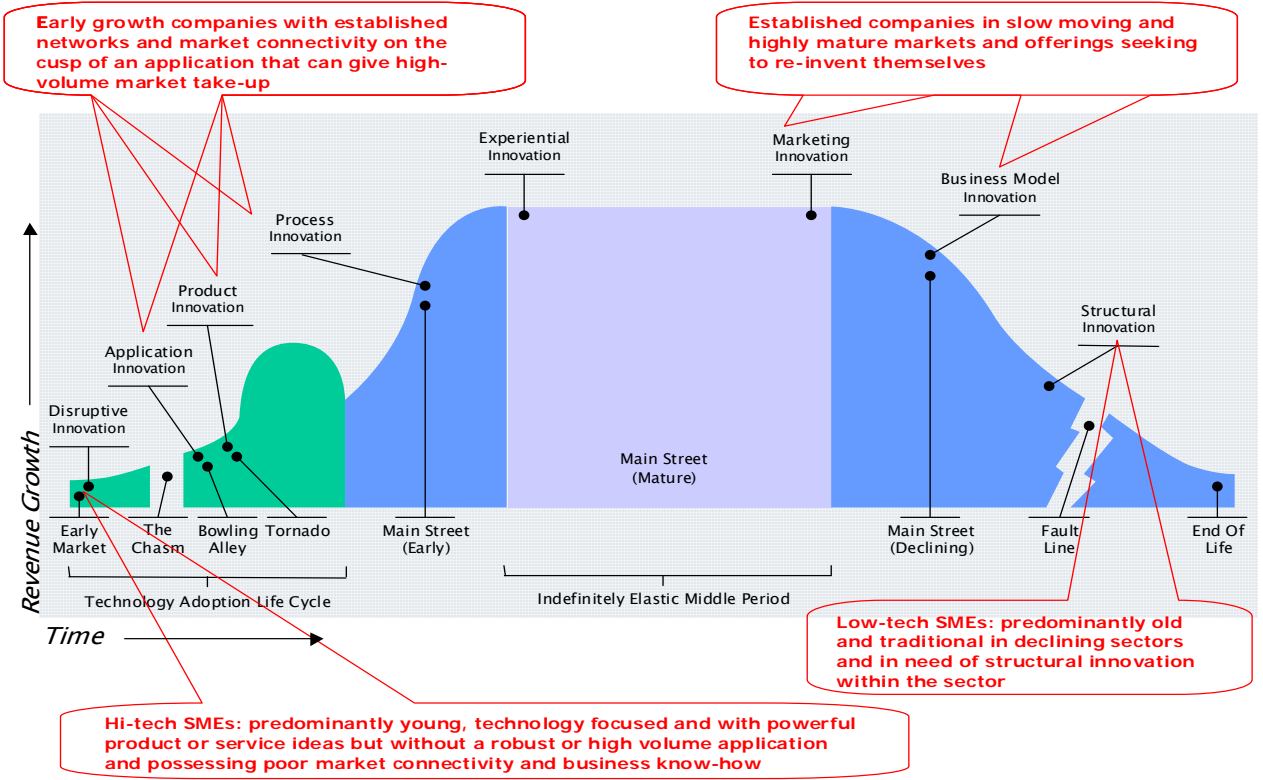 Early growth companies with established
networks and market connectivity on the
cusp of an application that can give high-
volume market take-up
Established companies in slow moving and
highly mature markets and offerings seeking
to re-invent themselves
Experiential
Innovation
Marketing
Innovation
Business Model
Innovation
Process
Innovation
Product
Innovation
Structural
Innovation
Application
Innovation
Disruptive
Innovation
Main Street
(Mature)
Revenue Growth
Early
Market
The
Chasm
Bowling
Alley
Tornado
Main Street
(Early)
Main Street
(Declining)
Fault
Line
End Of
Life
Technology Adoption Life Cycle
Indefinitely Elastic Middle Period
Time
Low-tech SMEs: predominantly old
and traditional in declining sectors
and in need of structural innovation
within the sector
Hi-tech SMEs: predominantly young, technology focused and with powerful
product or service ideas but without a robust or high volume application
and possessing poor market connectivity and business know-how